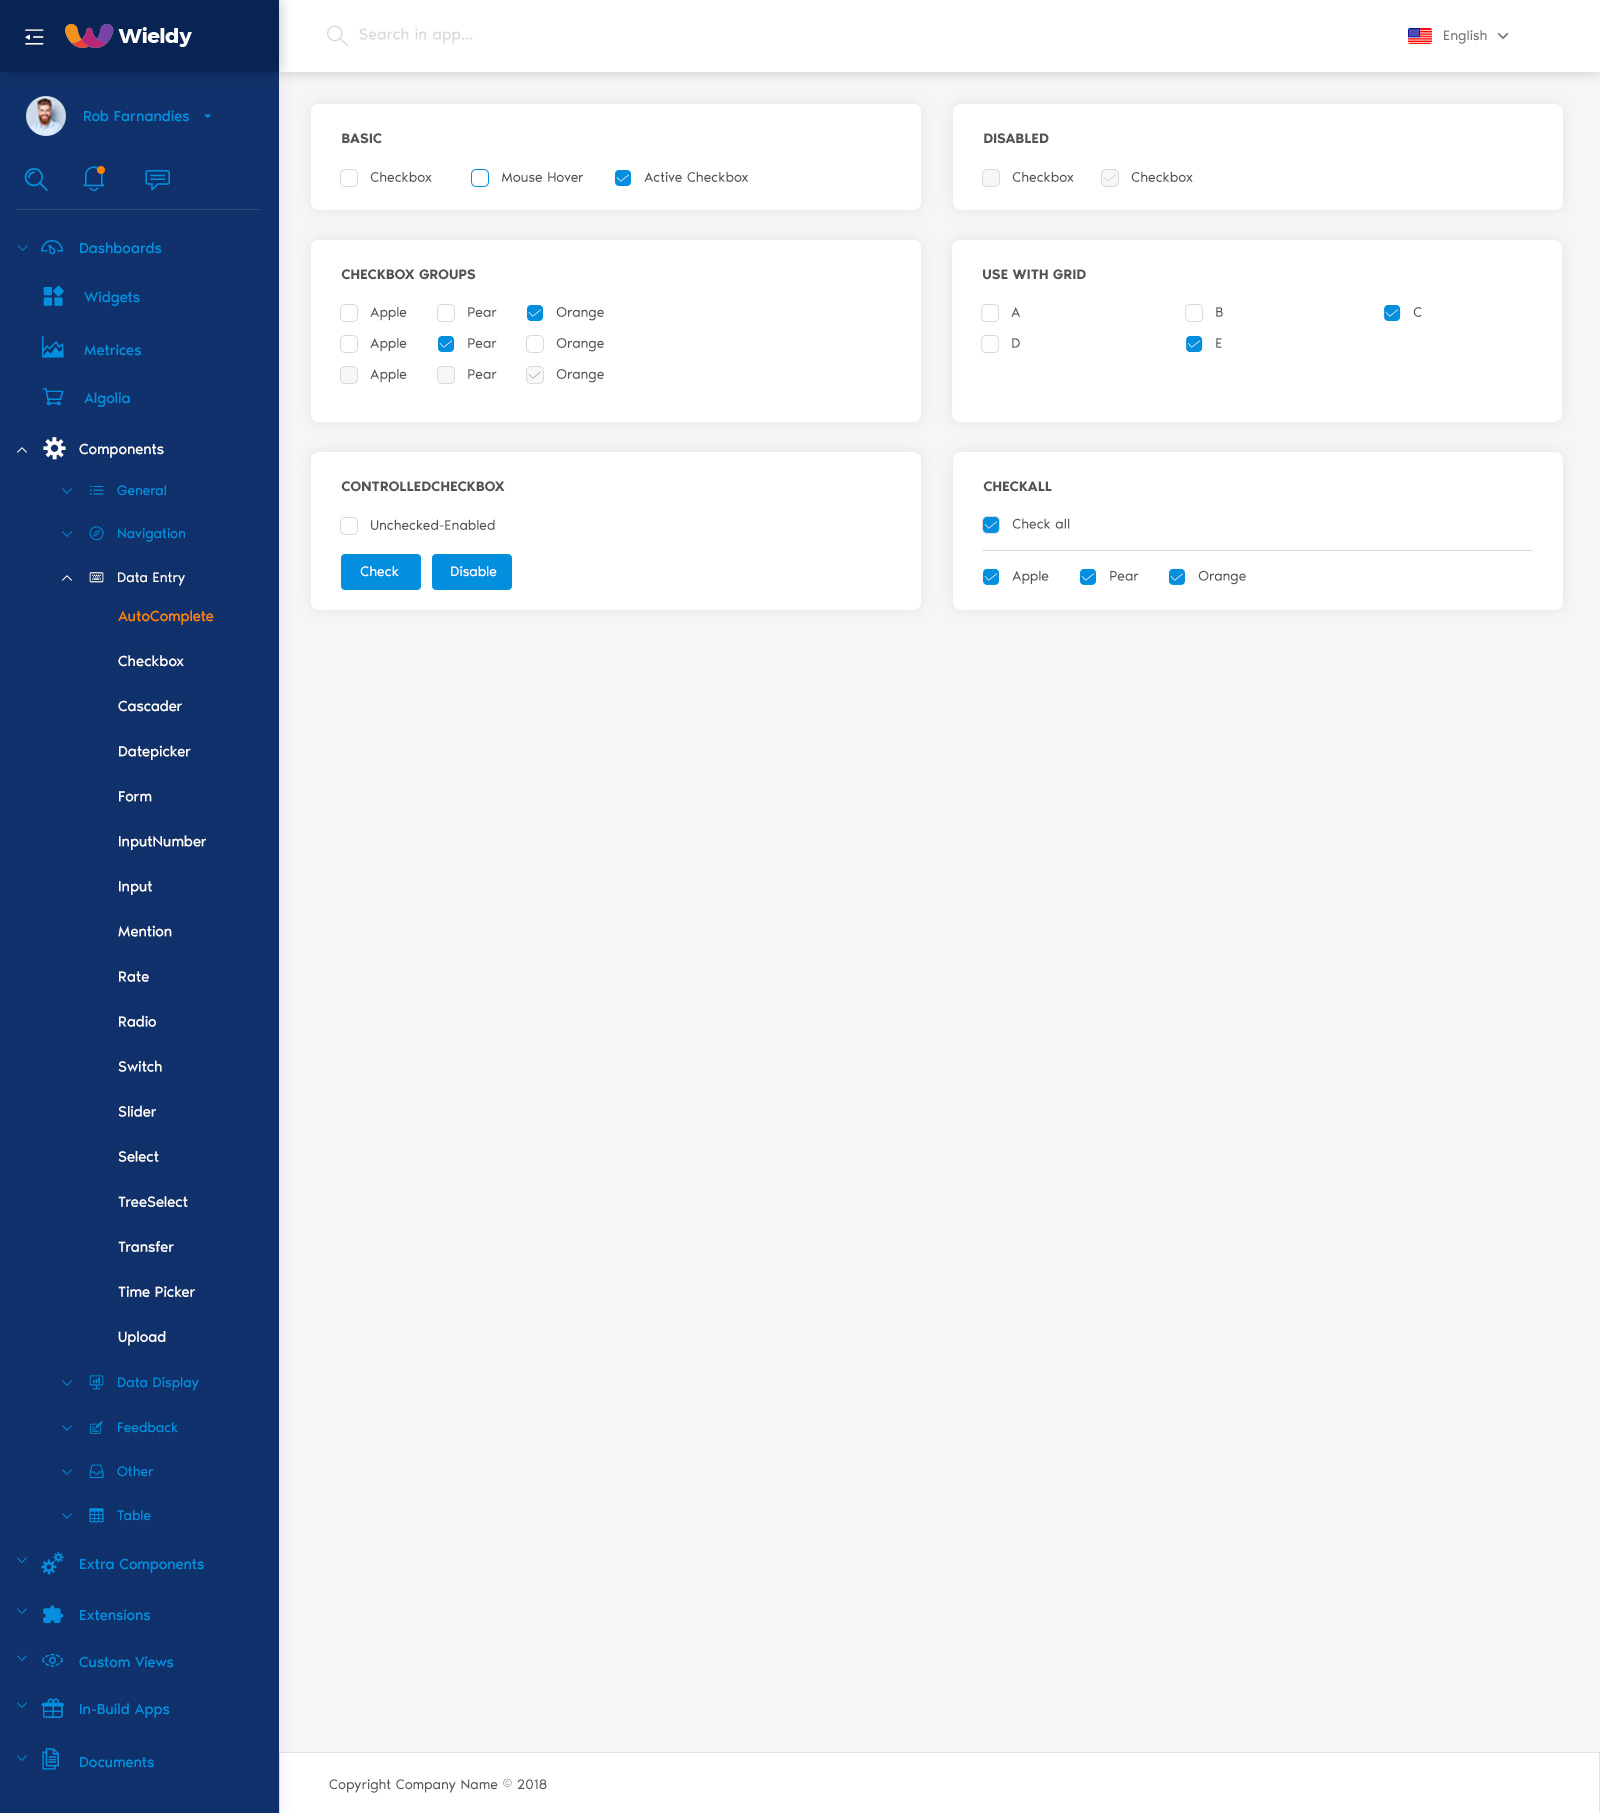 Wieldy
Search in app...
English
Rob Farnandies
Dashboards
Widgets
Metrices
Algolia
Components
General
Navigation
Data Entry
AutoComplete
Checkbox
Cascader
Datepicker
Form
InputNumber
Input
Mention
Rate
Radio
Switch
Slider
Select
TreeSelect
Transfer
Time Picker
Upload
Data Display
Feedback
Other
Table
Extra Components
Extensions
Custom Views
In-Build Apps
Documents
BASIC
Checkbox Mouse Hover Active Checkbox
DISABLED
Checkbox Checkbox
CHECKBOX GROUPS
Apple Pear Orange
Apple Pear Orange
Apple Pear Orange
USE WITH GRID
A B C
D E
CONTROLLEDCHECKBOX
Unchecked-Enabled
Check Disable
CHECKALL
Check all
Apple Pear Orange
Copyright Company Name © 2018